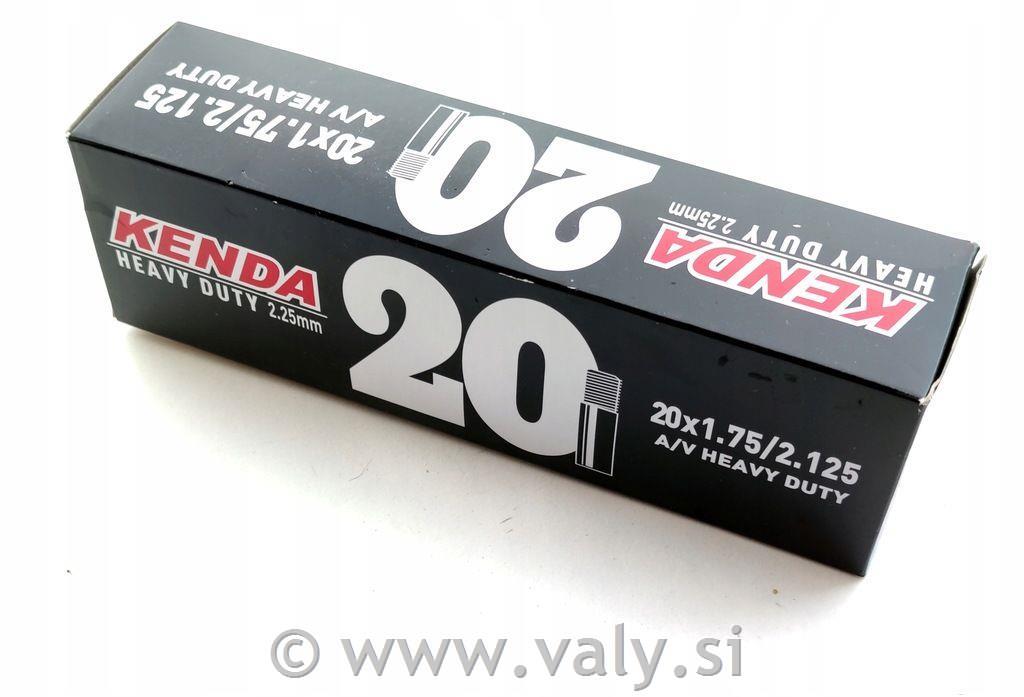 20x1.75/2.125
A/V HEAVY DUTY
20
KENDA
HEAVY DUTY 2.25mm
KENDA
HEAVY DUTY 2.25mm
20
20x1.75/2.125
A/V HEAVY DUTY
© www.valy.si